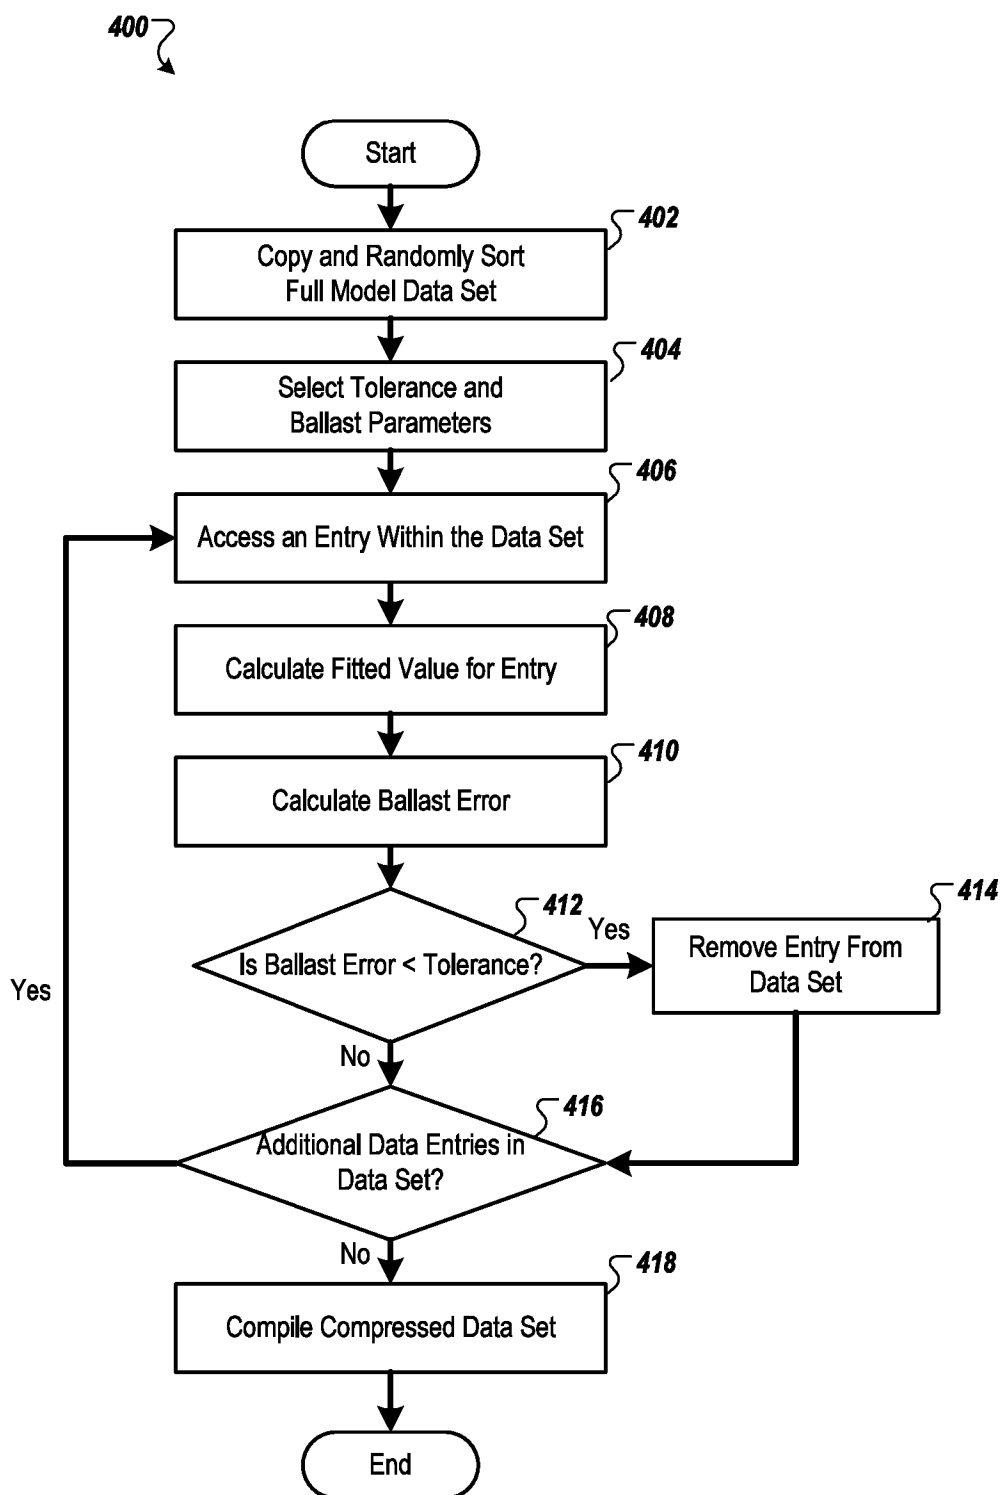 400
Start
402
Copy and Randomly Sort
Full Model Data Set
404
Select Tolerance and
Ballast Parameters
406
Access an Entry Within the Data Set
408
Calculate Fitted Value for Entry
410
Calculate Ballast Error
412
Is Ballast Error < Tolerance?
Yes
414
Remove Entry From
Data Set
Yes
No
416
Additional Data Entries in
Data Set?
No
418
Compile Compressed Data Set
End